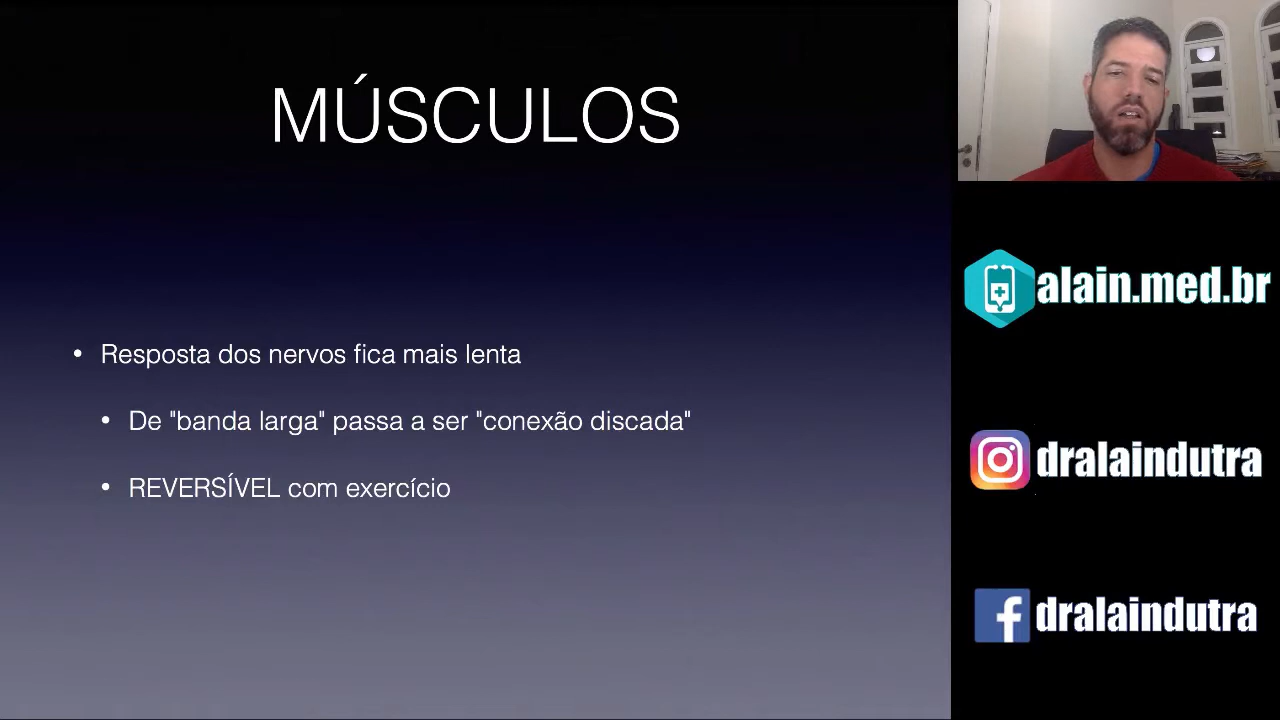 MÚSCULOS
• Resposta dos nervos fica mais lenta
• De "banda larga" passa a ser "conexão discada"
• REVERSÍVEL com exercício
alain.med.br
dralaindutra
dralaindutra